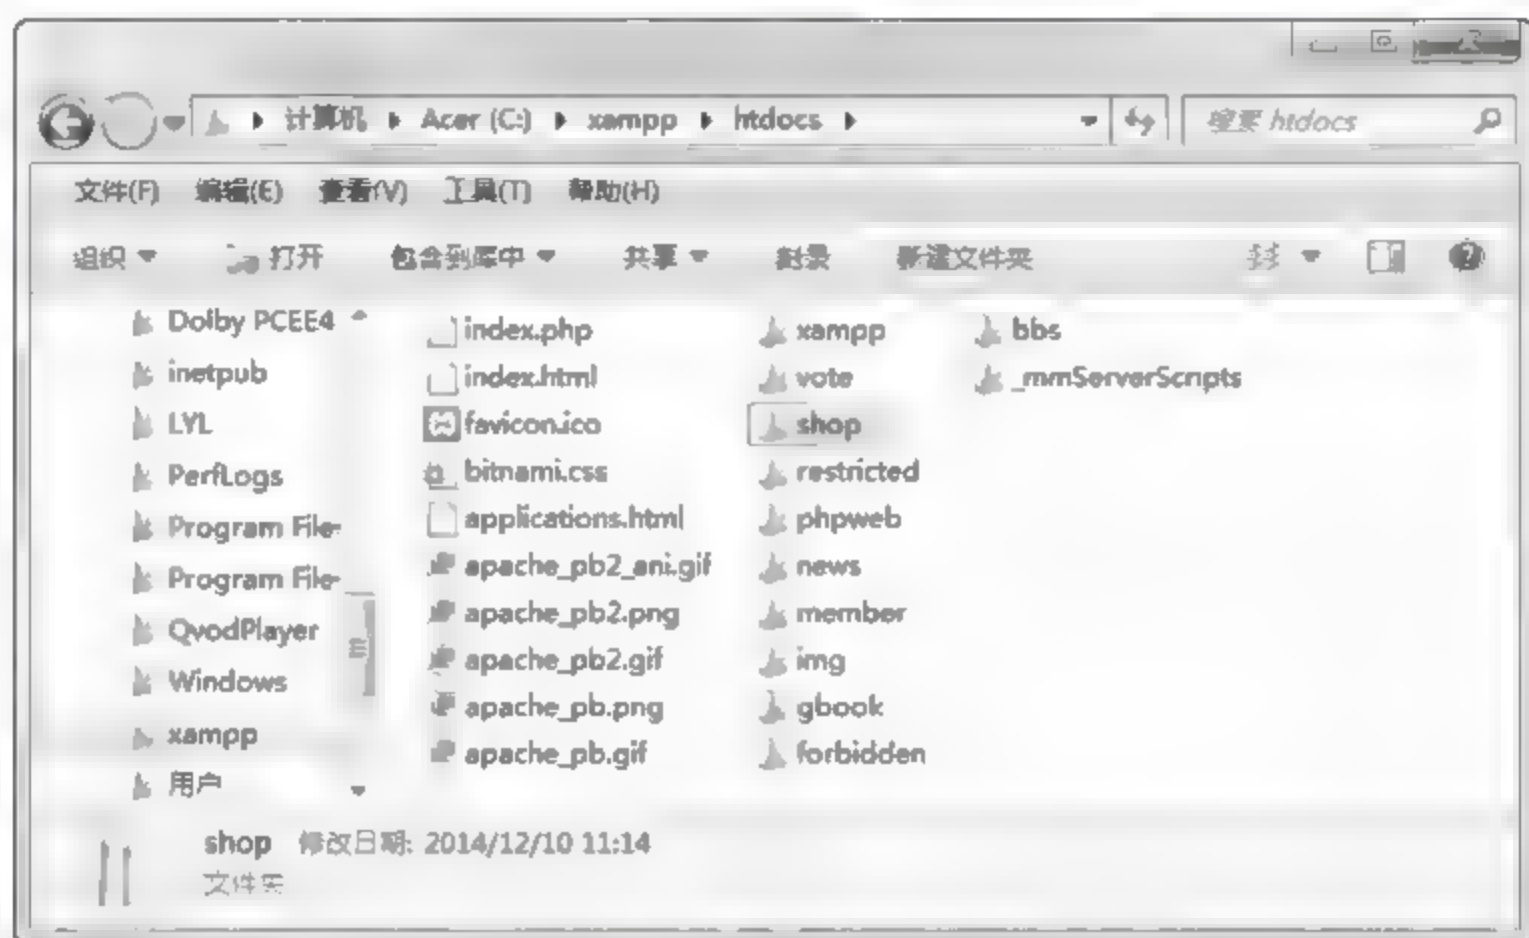 计算机 ▶ Acer (C:) ▶ xampp ▶ htdocs ▶ 搜索 htdocs
文件(F) 编辑(E) 查看(V) 工具(T) 帮助(H)
组织 打开 包含到库中 共享 刻录 新建文件夹
Dolby PCEE4
inetpub
LYL
PerfLogs
Program File
Program File
QvodPlayer
Windows
xampp
用户
index.php
index.html
favicon.ico
bitnami.css
applications.html
apache_pb2_ani.gif
apache_pb2.png
apache_pb2.gif
apache_pb.png
apache_pb.gif
xampp
vote
shop
restricted
phpweb
news
member
img
gbook
forbidden
bbs
_mmServerScripts
shop 修改日期: 2014/12/10 11:14
文件夹